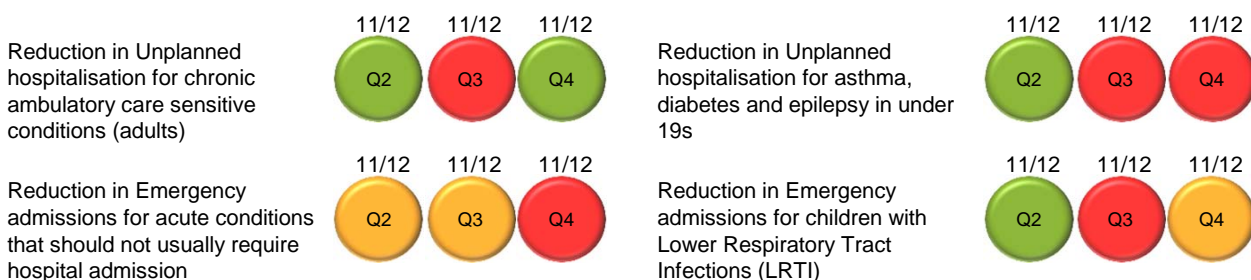 11/12 11/12 11/12
Reduction in Unplanned
hospitalisation for chronic
ambulatory care sensitive
conditions (adults)
Q2 Q3 Q4
11/12 11/12 11/12
Reduction in Unplanned
hospitalisation for asthma,
diabetes and epilepsy in under
19s
Q2 Q3 Q4
11/12 11/12 11/12
Reduction in Emergency
admissions for acute conditions
that should not usually require
hospital admission
Q2 Q3 Q4
11/12 11/12 11/12
Reduction in Emergency
admissions for children with
Lower Respiratory Tract
Infections (LRTI)
Q2 Q3 Q4